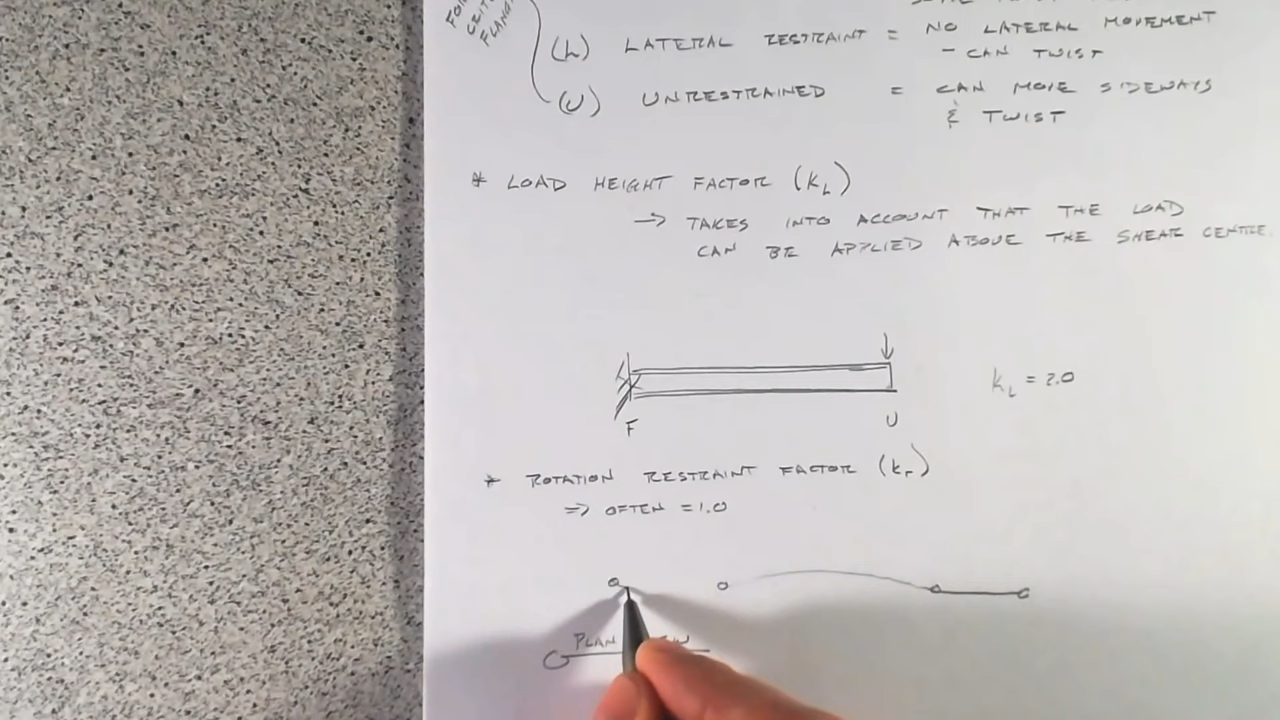 (L) LATERAL RESTRAINT = NO LATERAL MOVEMENT
- CAN TWIST
(U) UNRESTRAINED = CAN MOVE SIDEWAYS
& TWIST
* LOAD HEIGHT FACTOR (KL)
→ TAKES INTO ACCOUNT THAT THE LOAD
CAN BE APPLIED ABOVE THE SHEAR CENTRE.
KL = 2.0
F U
* ROTATION RESTRAINT FACTOR (Kr)
⇒ OFTEN = 1.0
PLAN